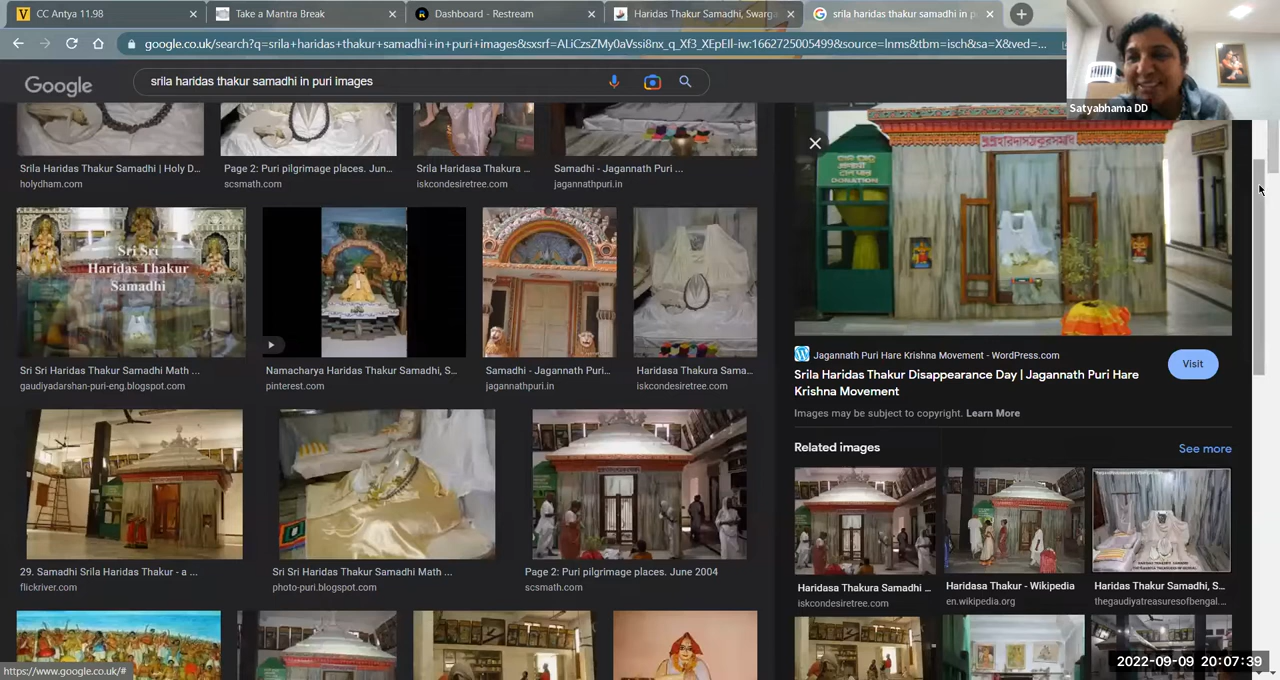 CC Antya 11.98
Take a Mantra Break
Dashboard - Restream
Haridas Thakur Samadhi, Swarga
srila haridas thakur samadhi in p
google.co.uk/search?q=srila+haridas+thakur+samadhi+in+puri+images&sxsrf=ALiCzsZMy0aVssi8nx_q_Xf3_XEpEIl-iw:1662725005499&source=lnms&tbm=isch&sa=X&ved=...
Satyabhama DD
Google
srila haridas thakur samadhi in puri images
Srila Haridas Thakur Samadhi | Holy D...
holydham.com
Page 2: Puri pilgrimage places. Jun...
scsmath.com
Srila Haridasa Thakura ...
iskcondesiretree.com
Samadhi - Jagannath Puri ...
jagannathpuri.in
Sri Sri
Haridas Thakur
Samadhi
Sri Sri Haridas Thakur Samadhi Math ...
gaudiyadarshan-puri-eng.blogspot.com
Namacharya Haridas Thakur Samadhi, S...
pinterest.com
Samadhi - Jagannath Puri...
jagannathpuri.in
Haridasa Thakura Sama...
iskcondesiretree.com
29. Samadhi Srila Haridas Thakur - a ...
flickriver.com
Sri Sri Haridas Thakur Samadhi Math ...
photo-puri.blogspot.com
Page 2: Puri pilgrimage places. June 2004
scsmath.com
https://www.google.co.uk/#
DONATION
Jagannath Puri Hare Krishna Movement - WordPress.com
Srila Haridas Thakur Disappearance Day | Jagannath Puri Hare
Krishna Movement
Visit
Images may be subject to copyright. Learn More
Related images
See more
Haridasa Thakura Samadhi ...
iskcondesiretree.com
Haridasa Thakur - Wikipedia
en.wikipedia.org
Haridas Thakur Samadhi, S...
thegaudiyatreasuresofbengal....
2022-09-09 20:07:39